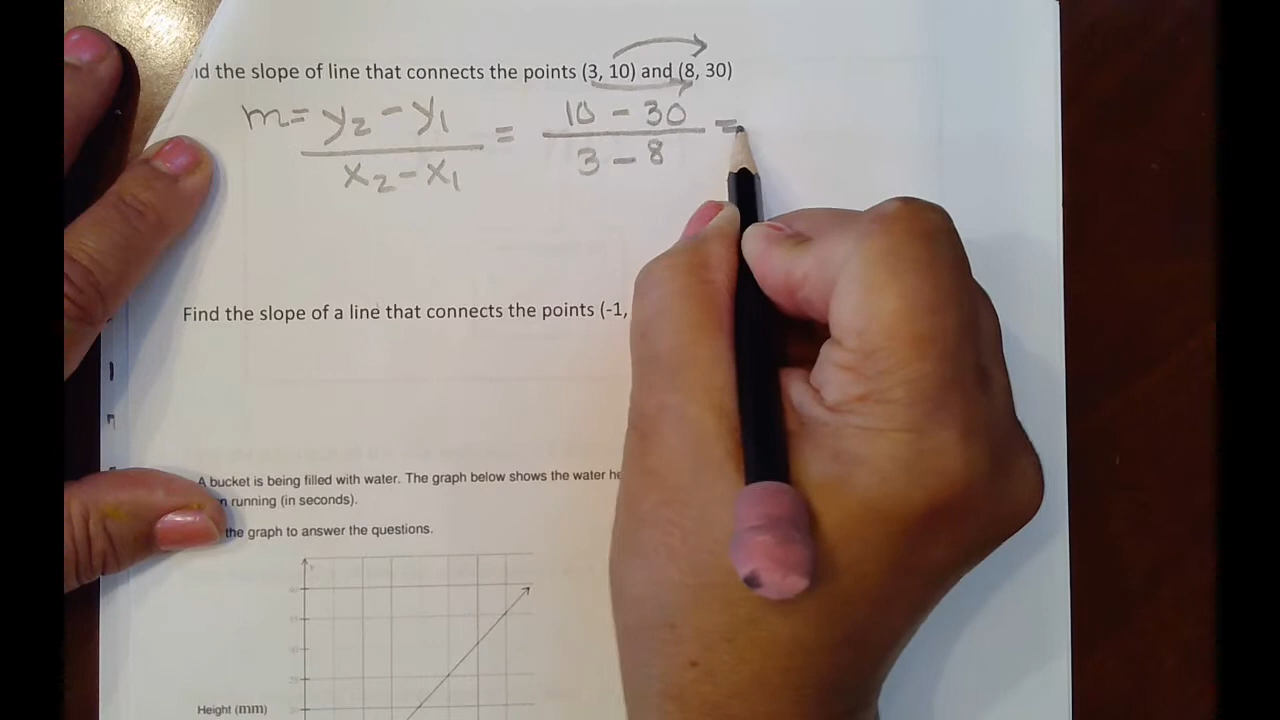 the slope of line that connects the points (3, 10) and (8, 30)
m = y₂ - y₁ / x₂ - x₁ = 10 - 30 / 3 - 8 =
Find the slope of a line that connects the points (-1,
A bucket is being filled with water. The graph below shows the water
running (in seconds).
the graph to answer the questions.
y
Height (mm)